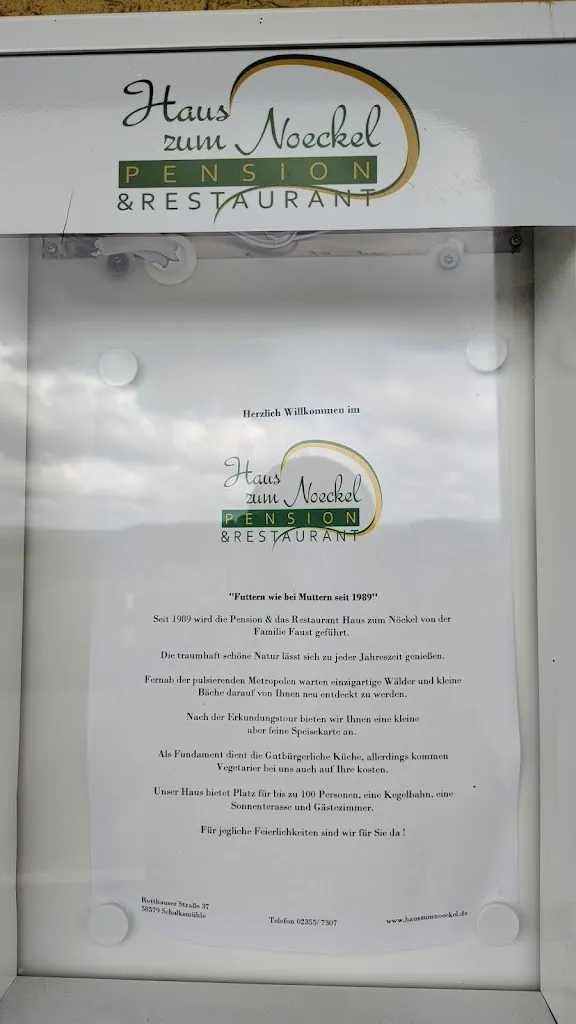 Haus
zum Noeckel
PENSION
&RESTAURANT
Herzlich Willkommen im
Haus
zum Noeckel
PENSION
&RESTAURANT
"Futtern wie bei Muttern seit 1989"
Seit 1989 wird die Pension & das Restaurant Haus zum Nöckel von der
Familie Faust geführt.
Die traumhaft schöne Natur lässt sich zu jeder Jahreszeit genießen.
Fernab der pulsierenden Metropolen warten einzigartige Wälder und kleine
Bäche darauf von Ihnen neu entdeckt zu werden.
Nach der Erkundungstour bieten wir Ihnen eine kleine
aber feine Speisekarte an.
Als Fundament dient die Gutbürgerliche Küche, allerdings kommen
Vegetarier bei uns auch auf Ihre kosten.
Unser Haus bietet Platz für bis zu 100 Personen, eine Kegelbahn, eine
Sonnenterasse und Gästezimmer.
Für jegliche Feierlichkeiten sind wir für Sie da !
Rotthauser Straße 37
58579 Schalksmühle
Telefon 02355/ 7307
www.hauszumnoeckel.de